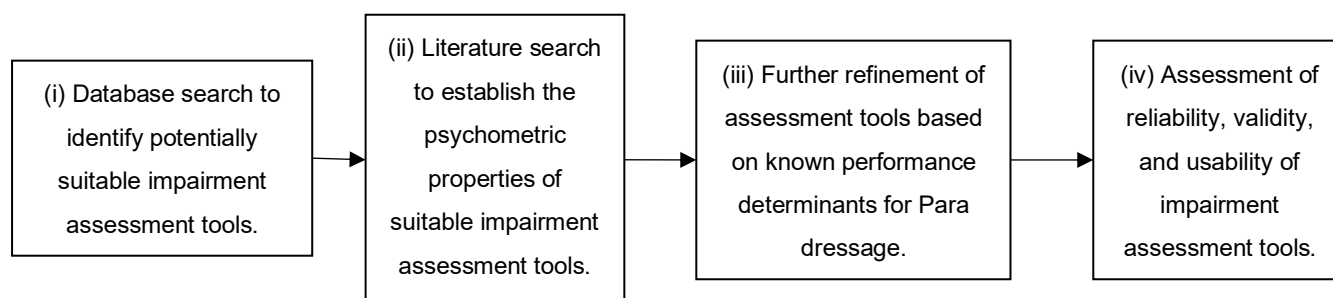 (i) Database search to
identify potentially
suitable impairment
assessment tools.
(ii) Literature search
to establish the
psychometric
properties of
suitable impairment
assessment tools.
(iii) Further refinement of
assessment tools based
on known performance
determinants for Para
dressage.
(iv) Assessment of
reliability, validity,
and usability of
impairment
assessment tools.